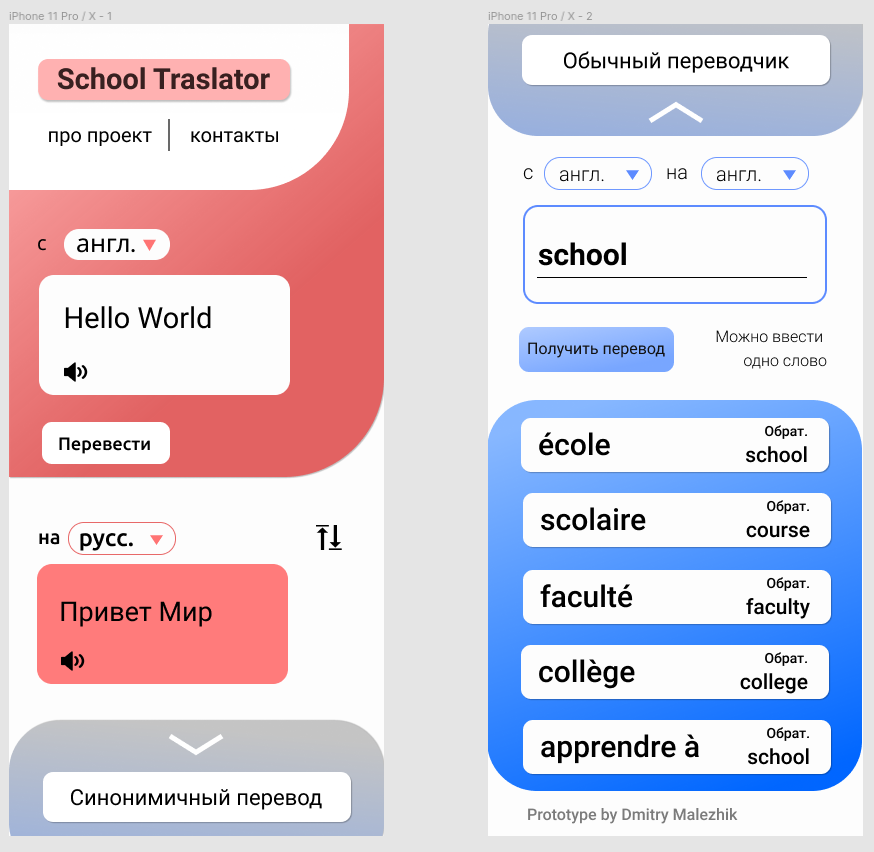 iPhone 11 Pro / X - 1
School Traslator
про проект
контакты
с англ.
Hello World
Перевести
на русс.
Привет Мир
Синонимичный перевод
iPhone 11 Pro / X - 2
Обычный переводчик
с англ. на англ.
school
Получить перевод
Можно ввести
одно слово
école
Обрат.
school
scolaire
Обрат.
course
faculté
Обрат.
faculty
collège
Обрат.
college
apprendre à
Обрат.
school
Prototype by Dmitry Malezhik